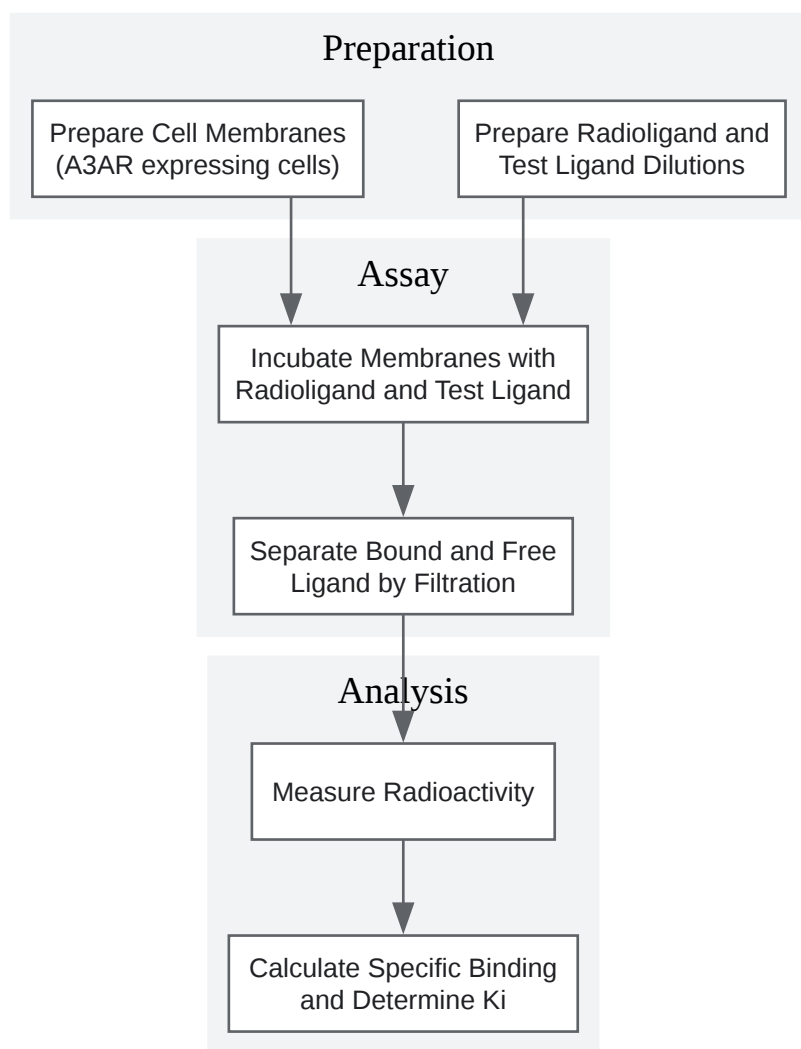 Preparation
Prepare Cell Membranes
(A3AR expressing cells)
Prepare Radioligand and
Test Ligand Dilutions
Assay
Incubate Membranes with
Radioligand and Test Ligand
Separate Bound and Free
Ligand by Filtration
Analysis
Measure Radioactivity
Calculate Specific Binding
and Determine Ki